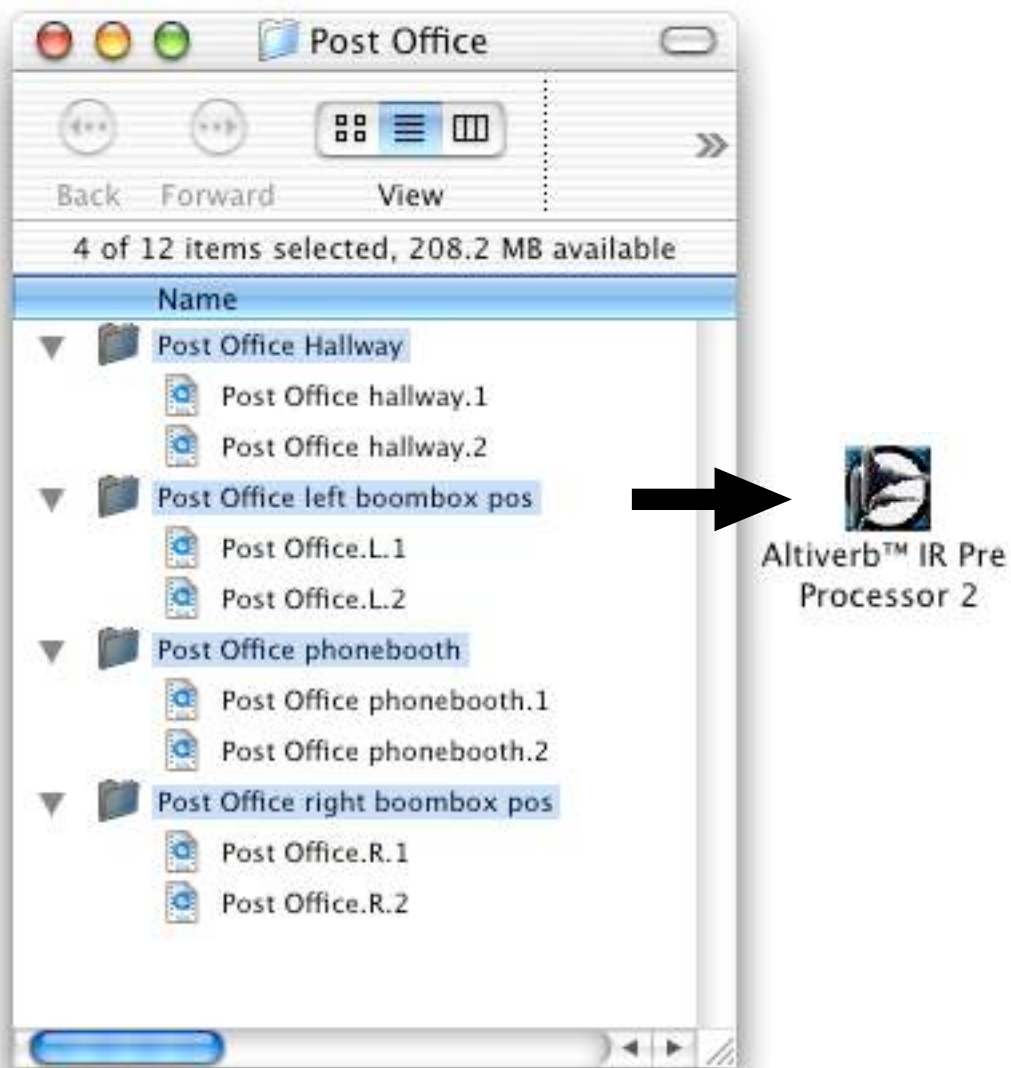 Post Office
Back Forward View
4 of 12 items selected, 208.2 MB available
Name
Post Office Hallway
Post Office hallway.1
Post Office hallway.2
Post Office left boombox pos
Post Office.L.1
Post Office.L.2
Post Office phonebooth
Post Office phonebooth.1
Post Office phonebooth.2
Post Office right boombox pos
Post Office.R.1
Post Office.R.2
Altiverb™ IR Pre
Processor 2